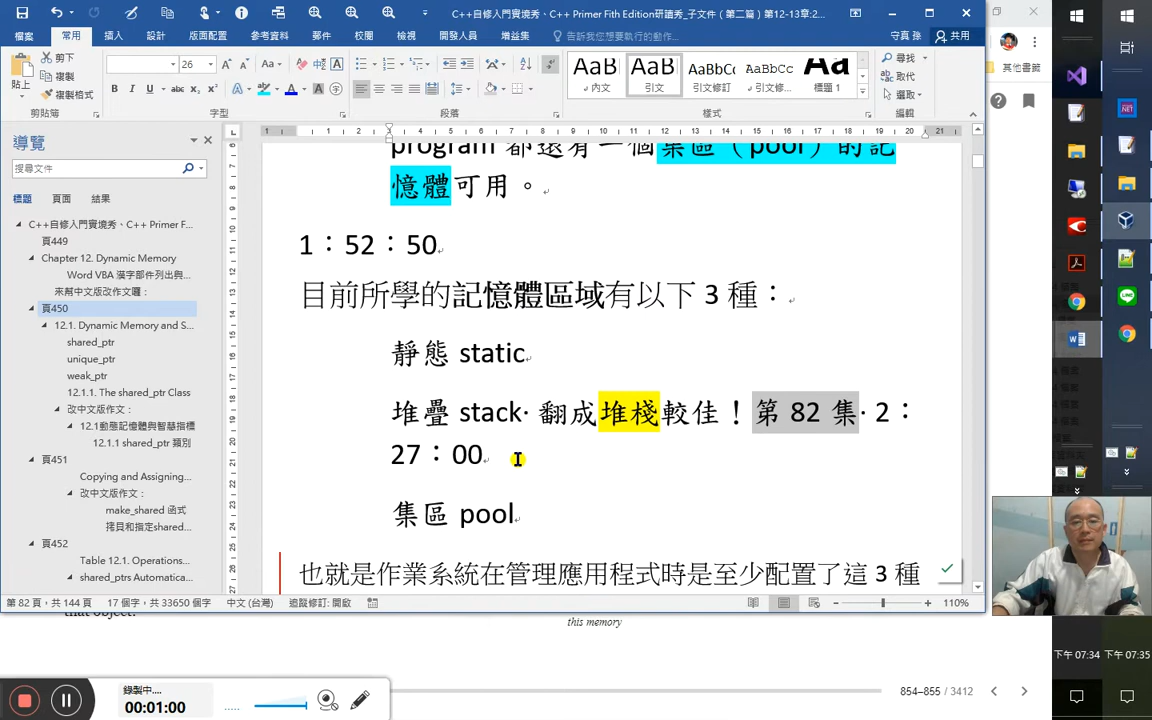 C++自修入門實境秀、C++ Primer Fith Edition研讀秀_子文件（第二篇）第12-13章:2...
檔案 常用 插入 設計 版面配置 參考資料 郵件 校閱 檢視 開發人員 增益集 告訴我您想要執行的動作... 守真 孫 共用
貼上
剪下
複製
複製格式
26
剪貼簿 字型 段落 樣式 編輯
內文 引文 引文修訂 引文修... 標題 1
尋找
取代
選取
其他書籤
導覽
搜尋文件
標題 頁面 結果
C++自修入門實境秀、C++ Primer F...
頁449
Chapter 12. Dynamic Memory
Word VBA 漢字部件列出與...
來幫中文版改作文囉：
頁450
12.1. Dynamic Memory and S...
shared_ptr
unique_ptr
weak_ptr
12.1.1. The shared_ptr Class
改中文版作文：
12.1動態記憶體與智慧指標
12.1.1 shared_ptr 類別
頁451
Copying and Assigning...
改中文版作文：
make_shared 函式
拷貝和指定shared...
頁452
Table 12.1. Operations...
shared_ptrs Automatica...
program 都還有一個集區（pool）的記
憶體可用。
1：52：50
目前所學的記憶體區域有以下 3 種：
靜態 static
堆疊 stack· 翻成堆棧較佳！第 82 集· 2：
27：00
集區 pool
也就是作業系統在管理應用程式時是至少配置了這 3 種
第 82 頁，共 144 頁 17 個字，共 33650 個字 中文 (台灣) 追蹤修訂: 開啟 110%
that object.
this memory
錄製中....
00:01:00
854–855 / 3412
下午 07:34 下午 07:35